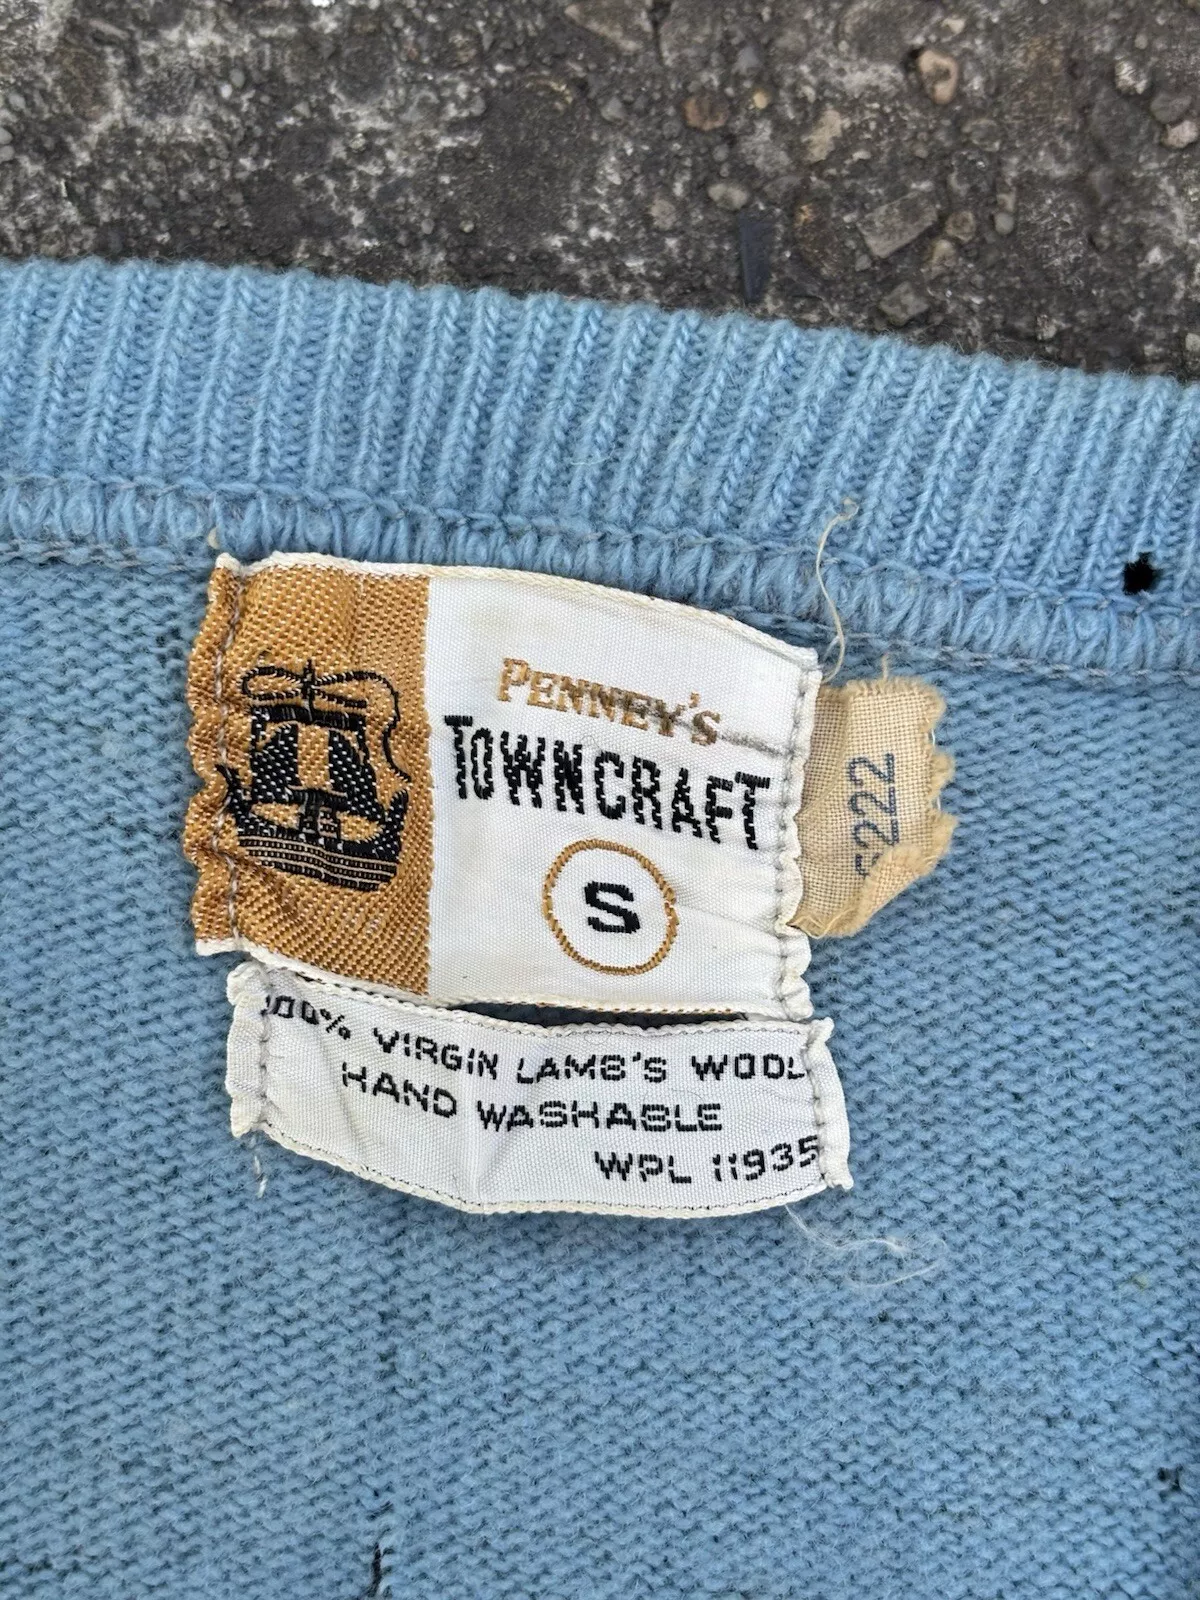 PENNEY'S
TOWNCRAFT
S
100% VIRGIN LAMB'S WOOL
HAND WASHABLE
WPL 11935
222